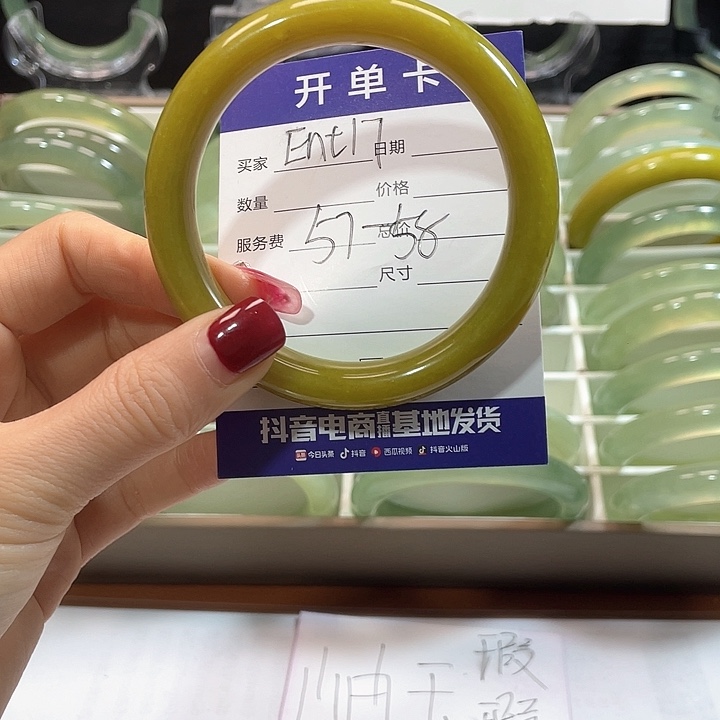 开单卡
买家 Ent17 日期
数量 价格
服务费 57-58 总价
尺寸
抖音电商直播基地发货
今日头条 抖音 西瓜视频 抖音火山版
瑕